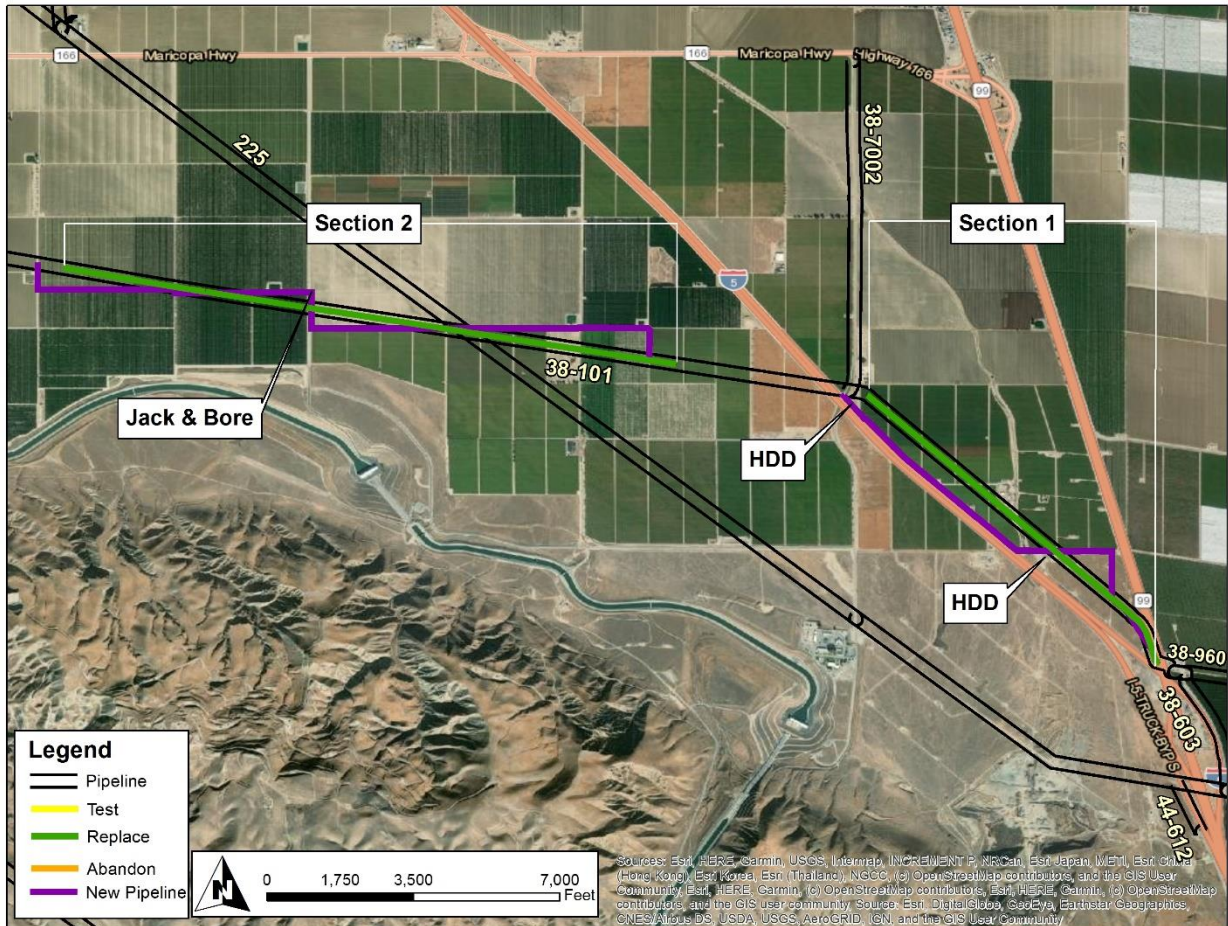 166
Maricopa Hwy
166
Maricopa Hwy
Highway 166
99
225
38-7002
Section 2
Section 1
5
38-101
Jack & Bore
HDD
HDD
99
38-960
38-603
I-5-TRUCK-BYPS
44-612
Legend
Pipeline
Test
Replace
Abandon
New Pipeline
N
0 1,750 3,500 7,000
Feet
Sources: Esri, HERE, Garmin, USGS, Intermap, INCREMENT P, NRCan, Esri Japan, METI, Esri China
(Hong Kong), Esri Korea, Esri (Thailand), NGCC, (c) OpenStreetMap contributors, and the GIS User
Community, Esri, HERE, Garmin, (c) OpenStreetMap contributors, Esri, HERE, Garmin, (c) OpenStreetMap
contributors, and the GIS user community, Source: Esri, DigitalGlobe, GeoEye, Earthstar Geographics,
CNES/Airbus DS, USDA, USGS, AeroGRID, IGN, and the GIS User Community